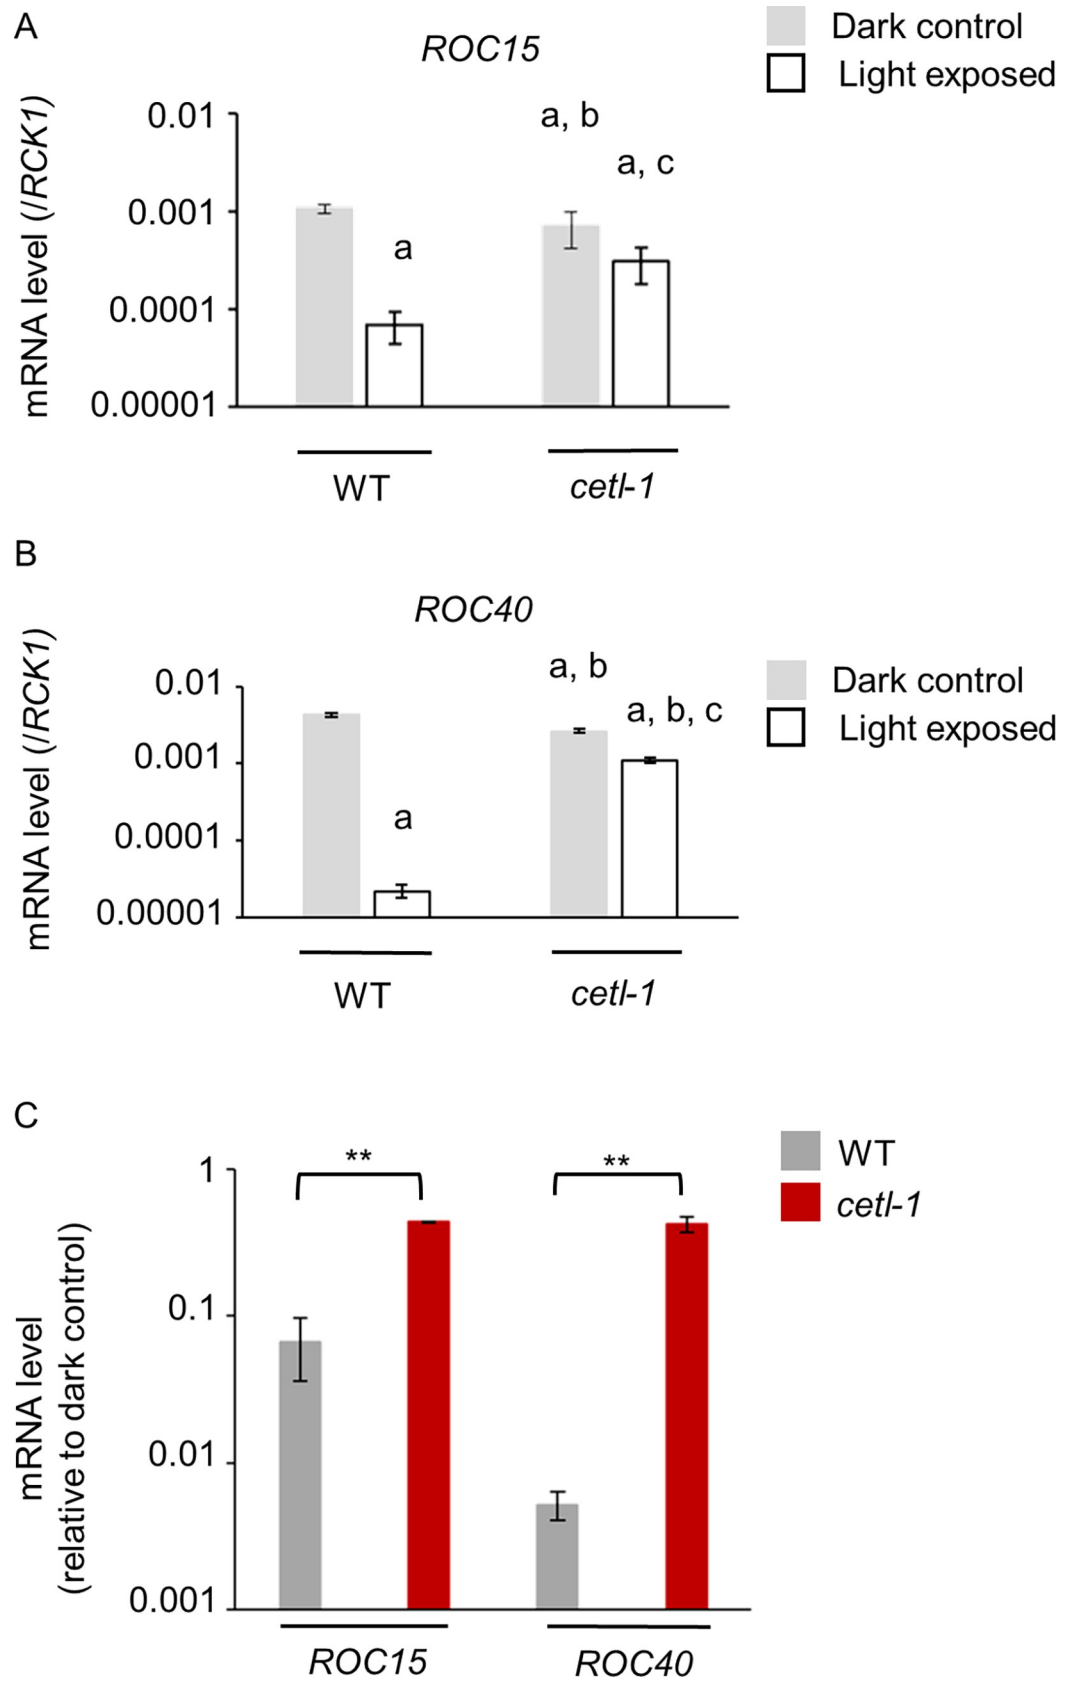 A
ROC15
Dark control
Light exposed
mRNA level (/RCK1)
0.01
0.001
0.0001
0.00001
a
a, b
a, c
WT
cetl-1
B
ROC40
Dark control
Light exposed
mRNA level (/RCK1)
0.01
0.001
0.0001
0.00001
a
a, b
a, b, c
WT
cetl-1
C
WT
cetl-1
mRNA level
(relative to dark control)
1
0.1
0.01
0.001
**
**
ROC15
ROC40